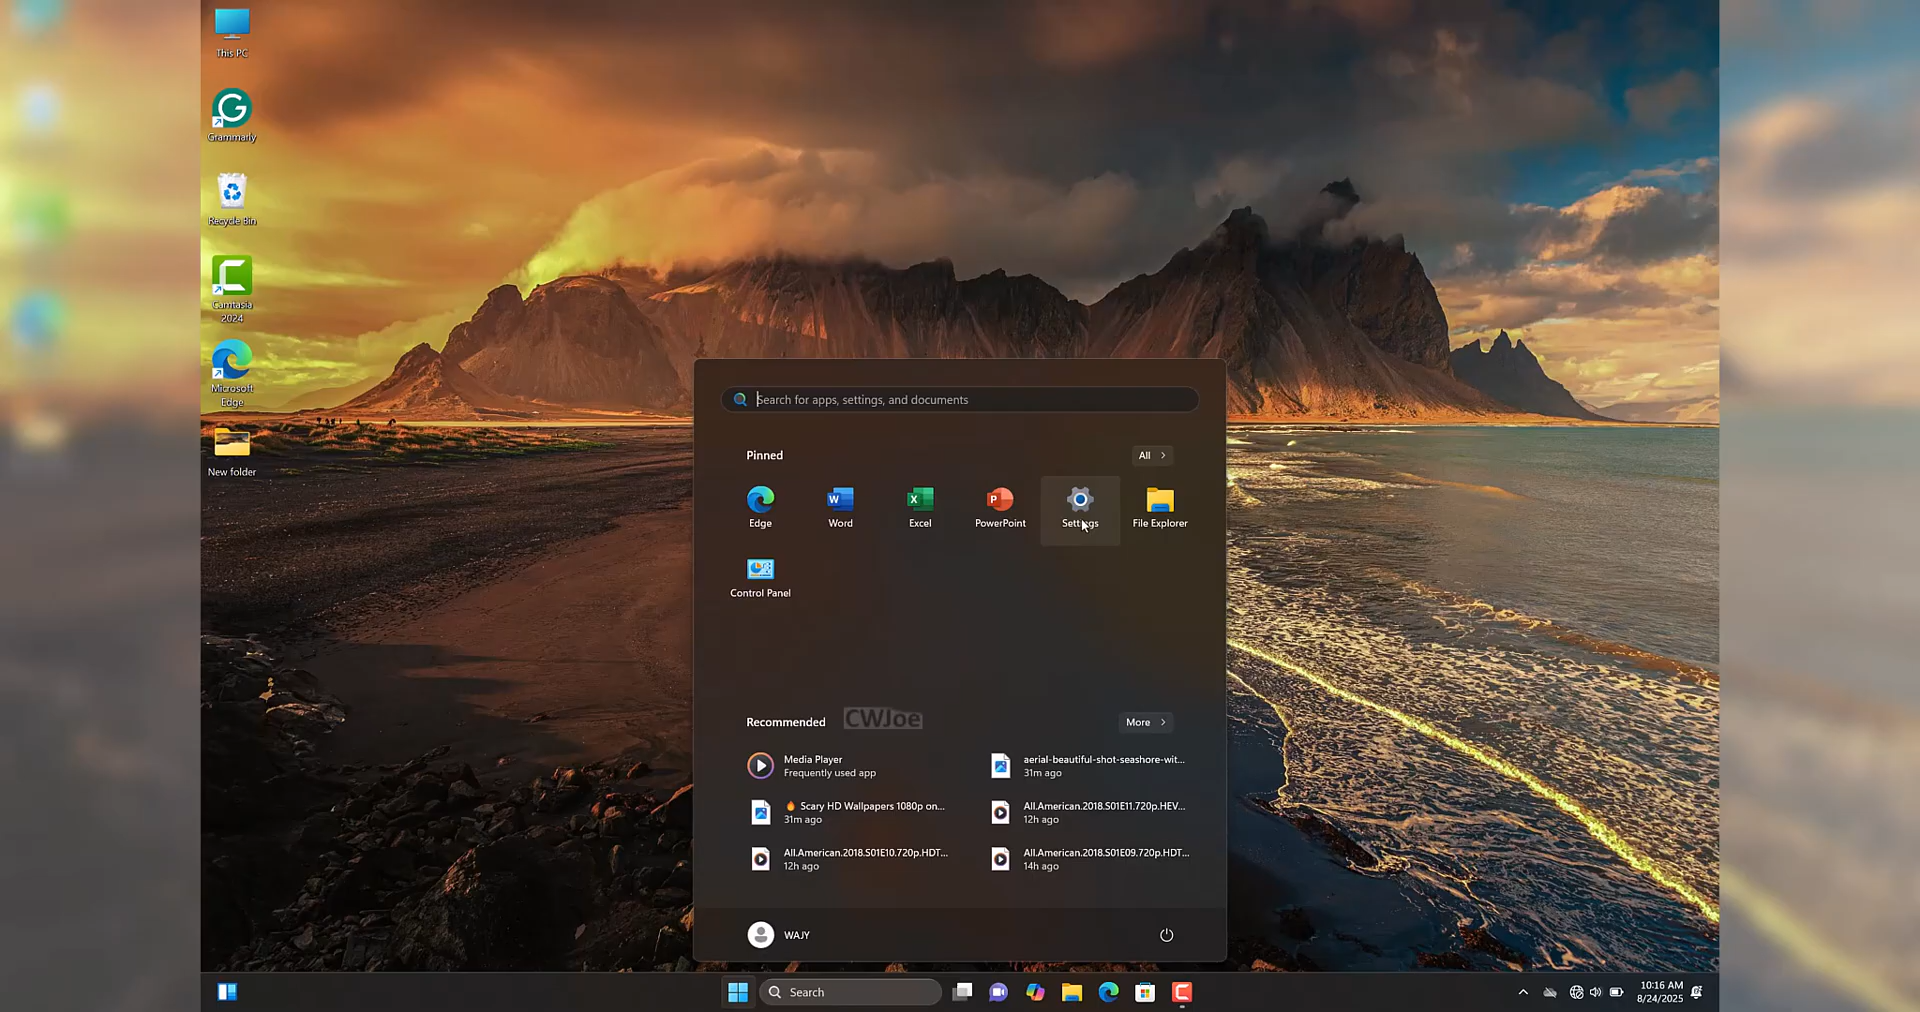 This PC
Grammarly
Recycle Bin
Camtasia
2024
Microsoft
Edge
New folder
Search for apps, settings, and documents
Pinned
All
Edge
Word
Excel
PowerPoint
Settings
File Explorer
Control Panel
Recommended
CWJoe
More
Media Player
Frequently used app
aerial-beautiful-shot-seashore-wit...
31m ago
🔥 Scary HD Wallpapers 1080p on...
31m ago
All.American.2018.S01E11.720p.HEV...
12h ago
All.American.2018.S01E10.720p.HDT...
12h ago
All.American.2018.S01E09.720p.HDT...
14h ago
WAJY
Search
10:16 AM
8/24/2025